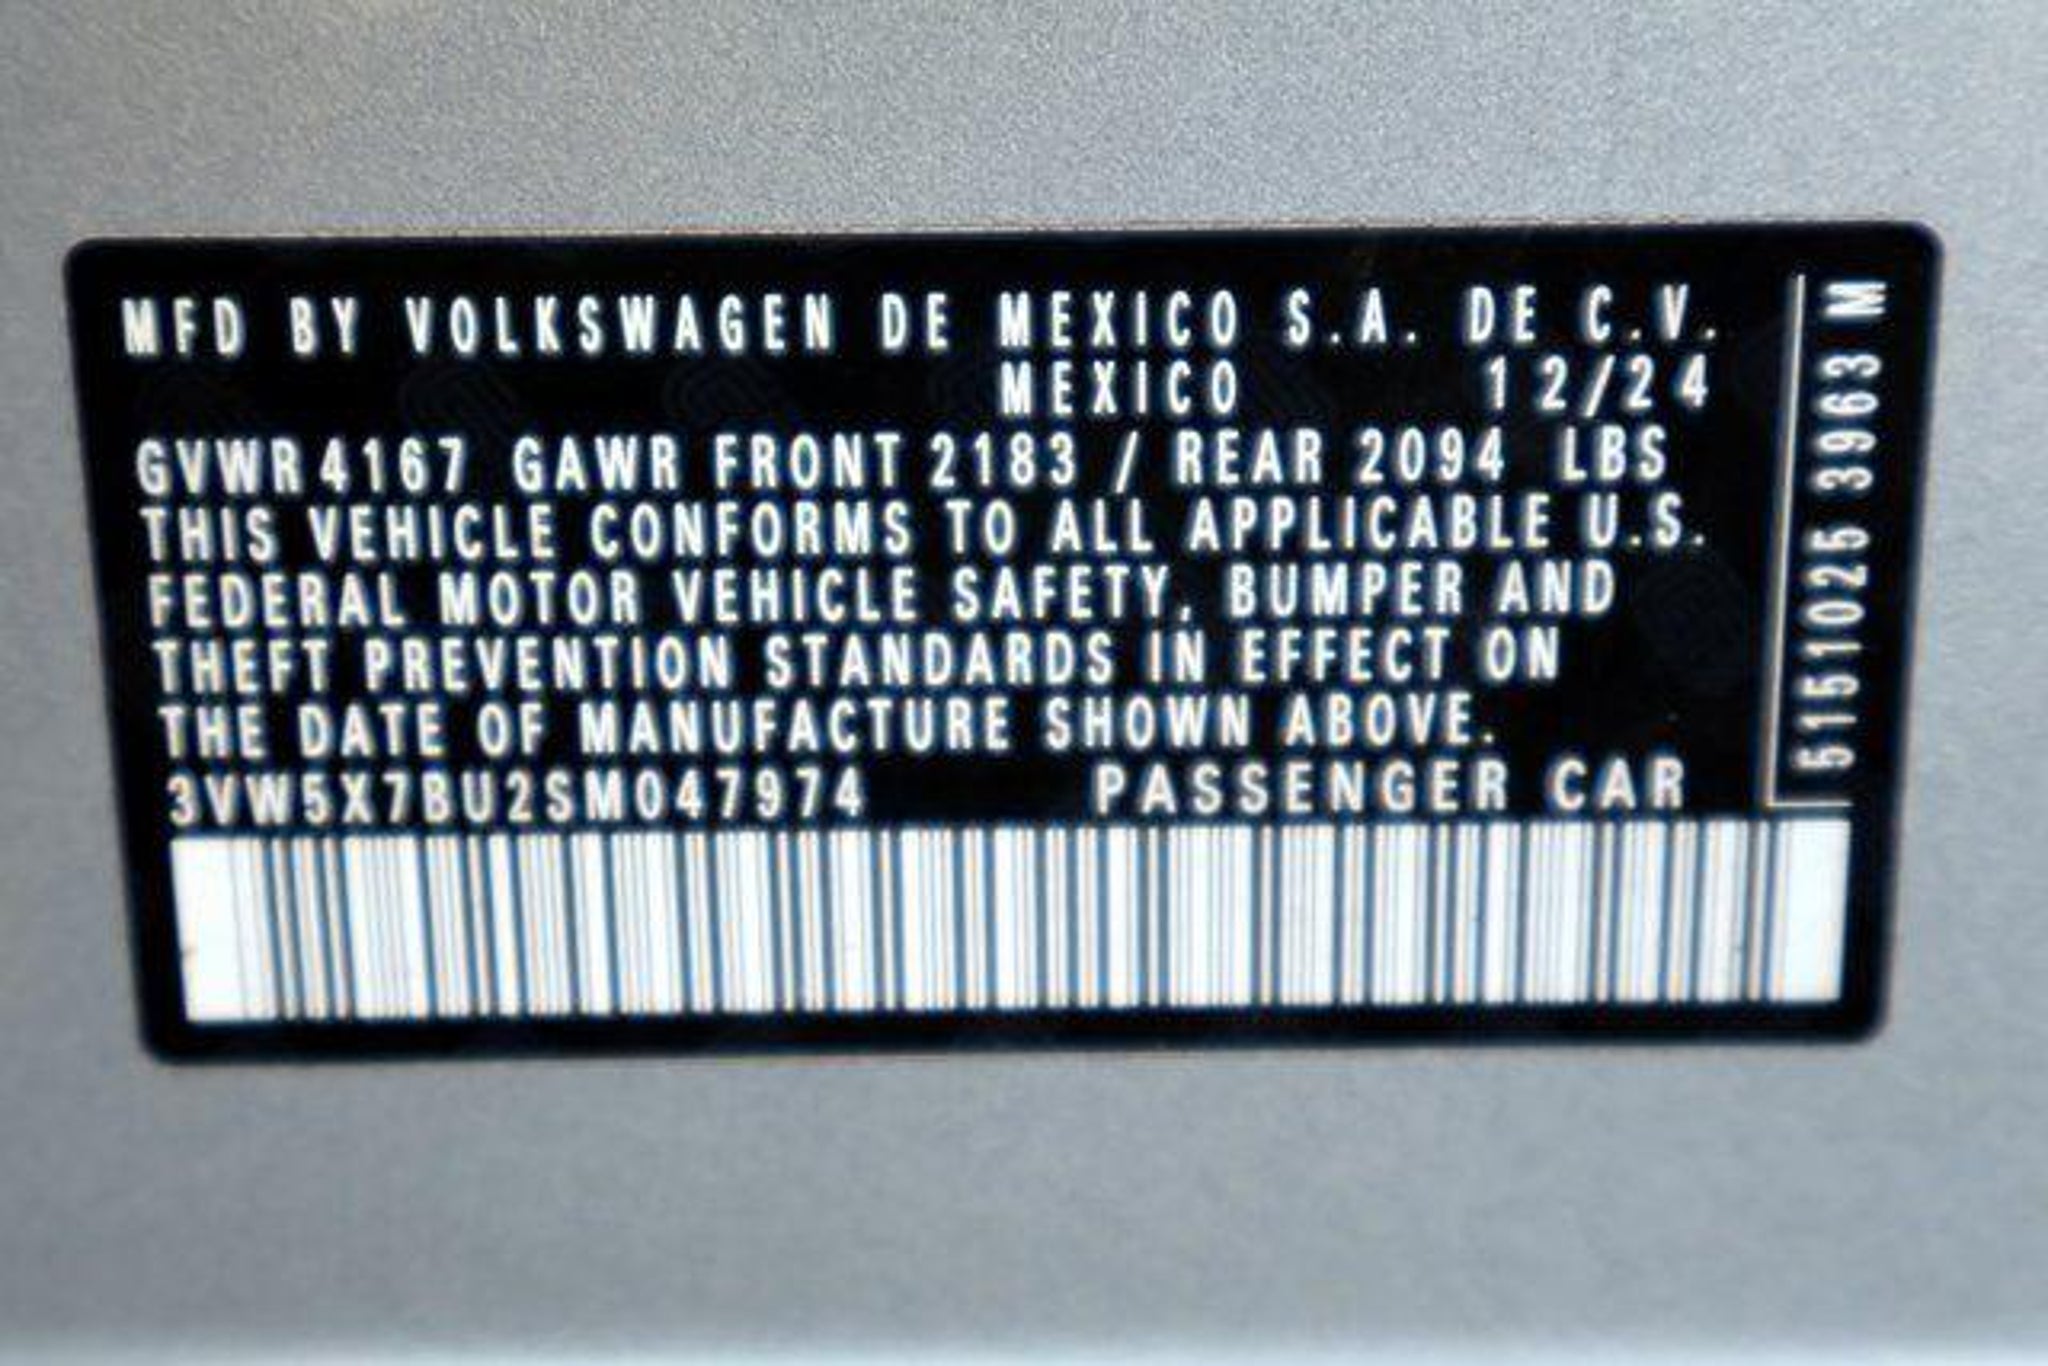 MFD BY VOLKSWAGEN DE MEXICO S.A. DE C.V.
MEXICO 12/24
GVWR 4167 GAWR FRONT 2183 / REAR 2094 LBS
THIS VEHICLE CONFORMS TO ALL APPLICABLE U.S.
FEDERAL MOTOR VEHICLE SAFETY, BUMPER AND
THEFT PREVENTION STANDARDS IN EFFECT ON
THE DATE OF MANUFACTURE SHOWN ABOVE.
3VW5X7BU2SM047974 PASSENGER CAR
5151025 3963 M